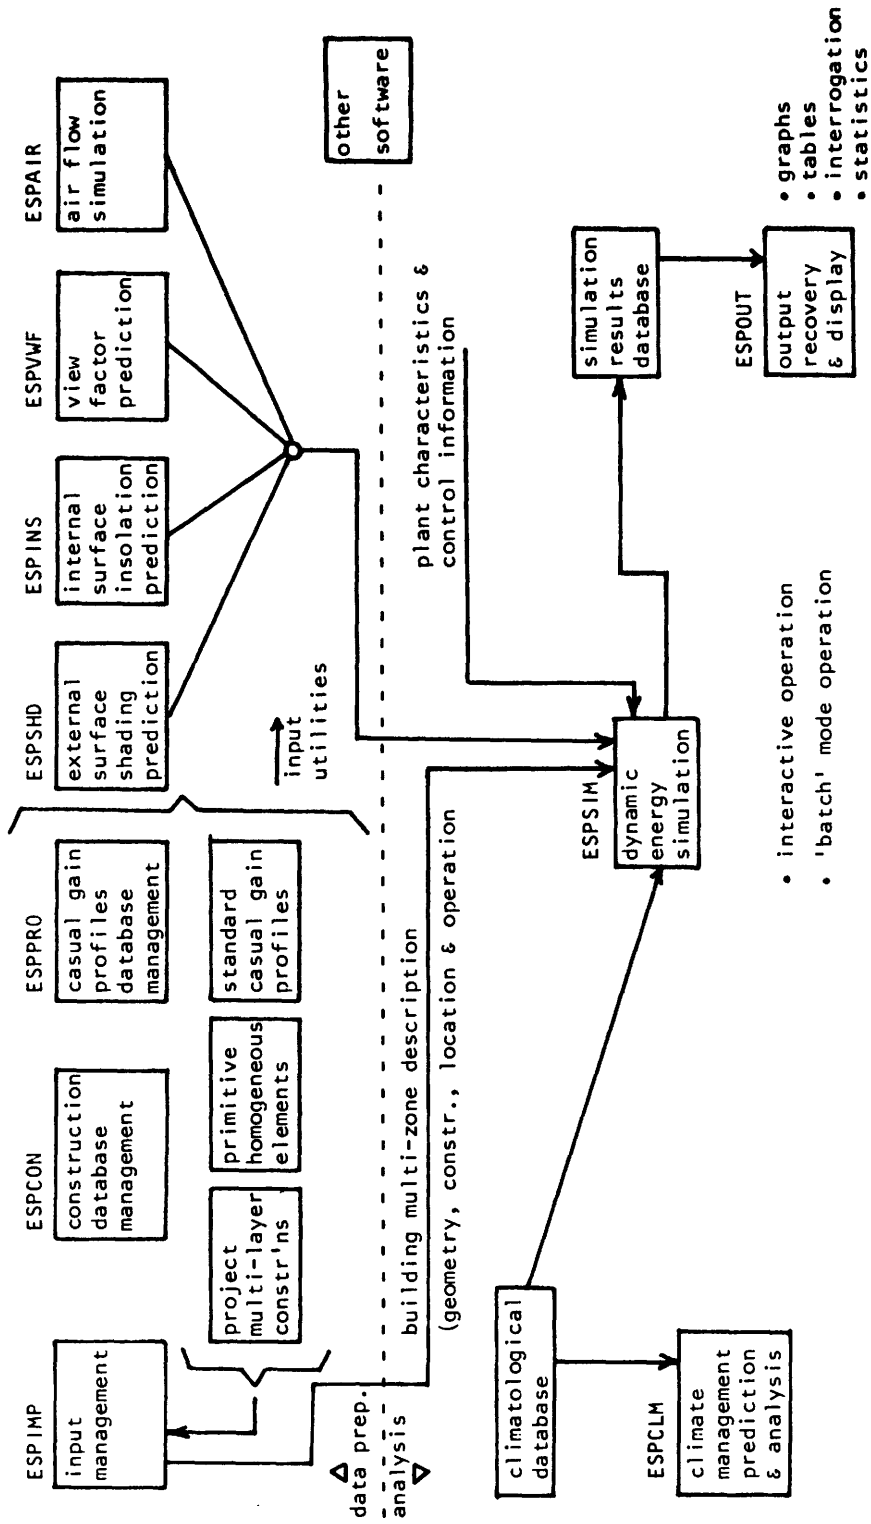 ESPIMP
input
management
ESPCON
construction
database
management
ESPPRO
casual gain
profiles
database
management
ESPSHD
external
surface
shading
prediction
ESPINS
internal
surface
insolation
prediction
ESPVWF
view
factor
prediction
ESPAIR
air flow
simulation
project
multi-layer
constr'ns
primitive
homogeneous
elements
standard
casual gain
profiles
input
utilities
other
software
data prep.
analysis
building multi-zone description
(geometry, constr., location & operation
plant characteristics &
control information
climatological
database
ESPCLM
climate
management
prediction
& analysis
ESPSIM
dynamic
energy
simulation
• interactive operation
• 'batch' mode operation
simulation
results
database
ESPOUT
output
recovery
& display
• graphs
• tables
• interrogation
• statistics